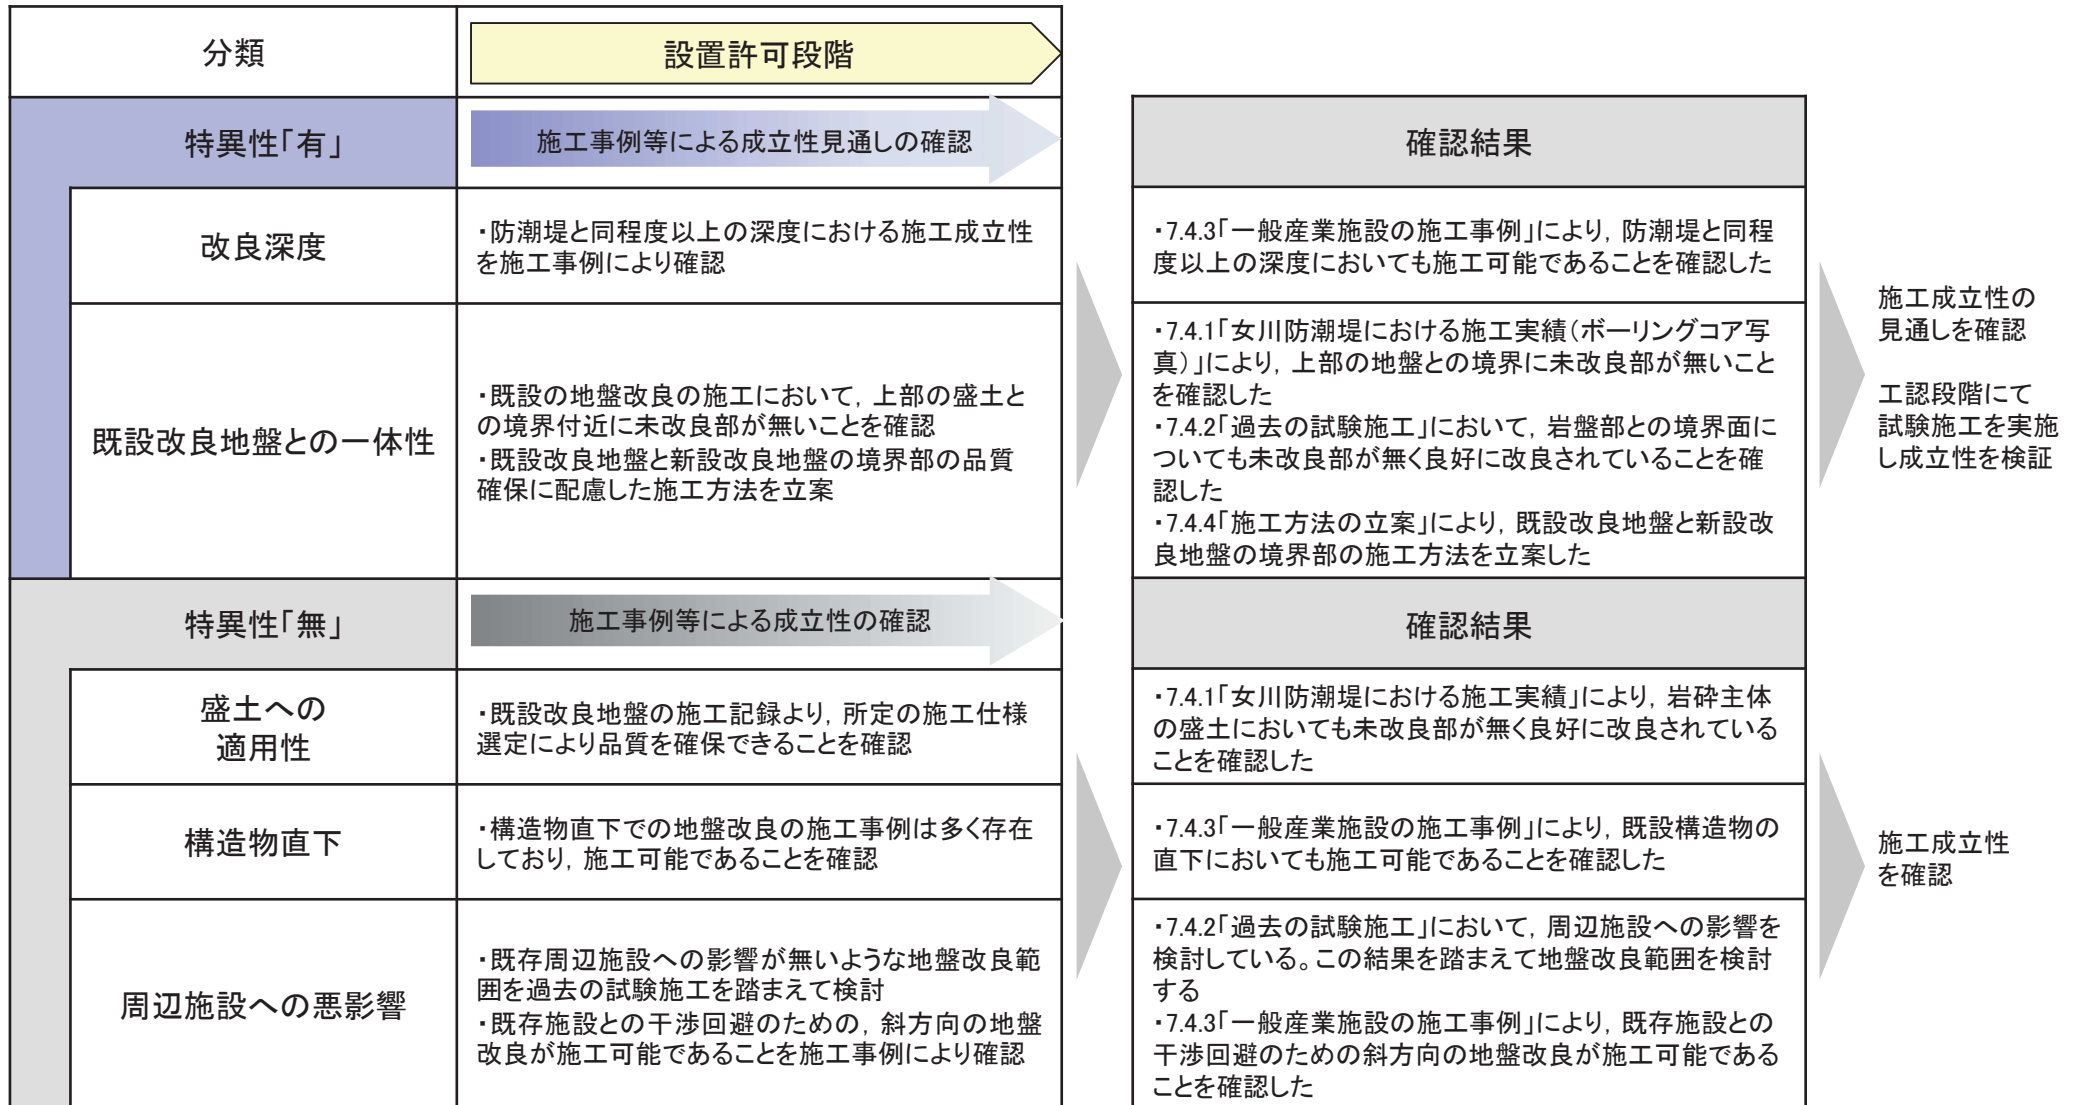 分類
設置許可段階
特異性「有」
施工事例等による成立性見通しの確認
確認結果
改良深度
・防潮堤と同程度以上の深度における施工成立性
を施工事例により確認
・7.4.3「一般産業施設の施工事例」により，防潮堤と同程
度以上の深度においても施工可能であることを確認した
既設改良地盤との一体性
・既設の地盤改良の施工において，上部の盛土と
の境界付近に未改良部が無いことを確認
・既設改良地盤と新設改良地盤の境界部の品質
確保に配慮した施工方法を立案
・7.4.1「女川防潮堤における施工実績（ボーリングコア写
真）」により，上部の地盤との境界に未改良部が無いこと
を確認した
・7.4.2「過去の試験施工」において，岩盤部との境界面に
ついても未改良部が無く良好に改良されていることを確
認した
・7.4.4「施工方法の立案」により，既設改良地盤と新設改
良地盤の境界部の施工方法を立案した
施工成立性の
見通しを確認
工認段階にて
試験施工を実施
し成立性を検証
特異性「無」
施工事例等による成立性の確認
確認結果
盛土への
適用性
・既設改良地盤の施工記録より，所定の施工仕様
選定により品質を確保できることを確認
・7.4.1「女川防潮堤における施工実績」により，岩砕主体
の盛土においても未改良部が無く良好に改良されている
ことを確認した
構造物直下
・構造物直下での地盤改良の施工事例は多く存在
しており，施工可能であることを確認
・7.4.3「一般産業施設の施工事例」により，既設構造物の
直下においても施工可能であることを確認した
周辺施設への悪影響
・既存周辺施設への影響が無いような地盤改良範
囲を過去の試験施工を踏まえて検討
・既存施設との干渉回避のための，斜方向の地盤
改良が施工可能であることを施工事例により確認
・7.4.2「過去の試験施工」において，周辺施設への影響を
検討している。この結果を踏まえて地盤改良範囲を検討
する
・7.4.3「一般産業施設の施工事例」により，既存施設との
干渉回避のための斜方向の地盤改良が施工可能である
ことを確認した
施工成立性
を確認